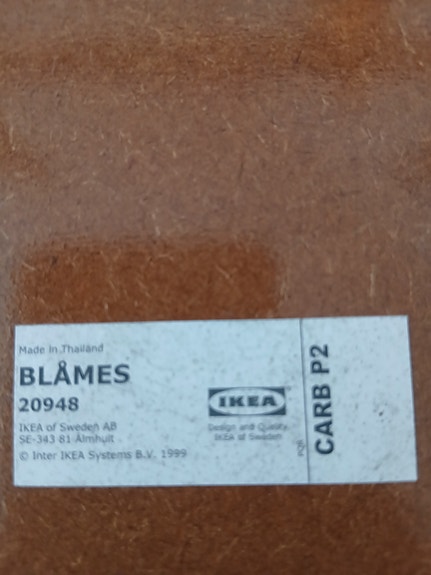 Made in Thailand
BLÅMES
20948
IKEA of Sweden AB
SE-343 81 Älmhult
© Inter IKEA Systems B.V. 1999
IKEA
Design and Quality
IKEA of Sweden
CARB P2